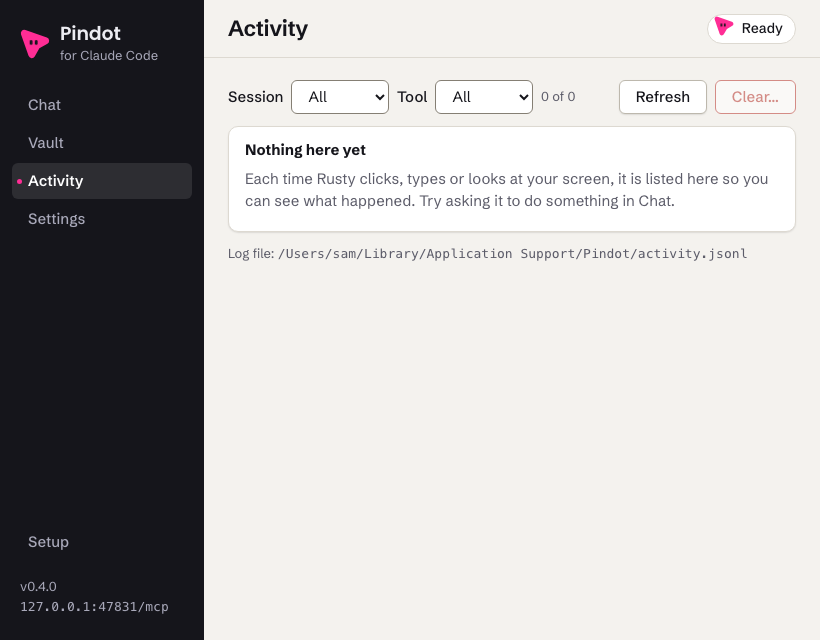 Pindot
for Claude Code
Chat
Vault
Activity
Settings
Setup
v0.4.0
127.0.0.1:47831/mcp
Activity
Ready
Session All Tool All 0 of 0 Refresh Clear…
Nothing here yet
Each time Rusty clicks, types or looks at your screen, it is listed here so you
can see what happened. Try asking it to do something in Chat.
Log file: /Users/sam/Library/Application Support/Pindot/activity.jsonl